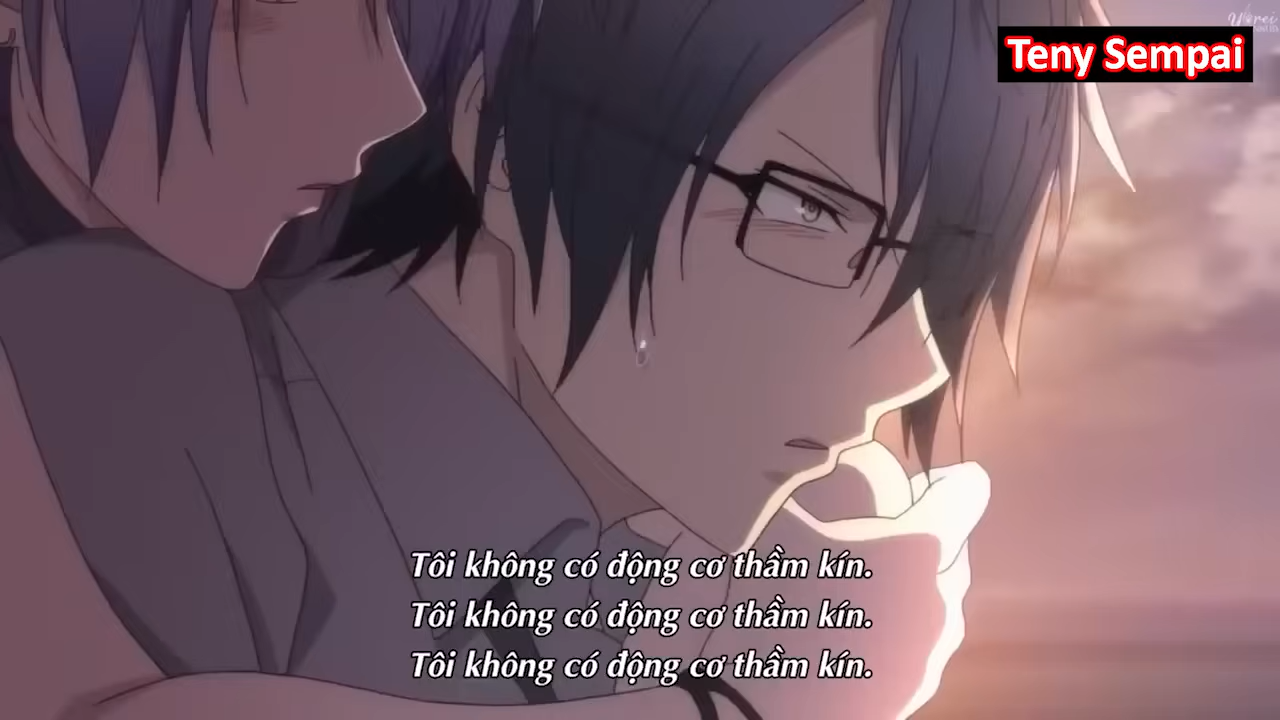 Teny Sempai
Tôi không có động cơ thầm kín.
Tôi không có động cơ thầm kín.
Tôi không có động cơ thầm kín.